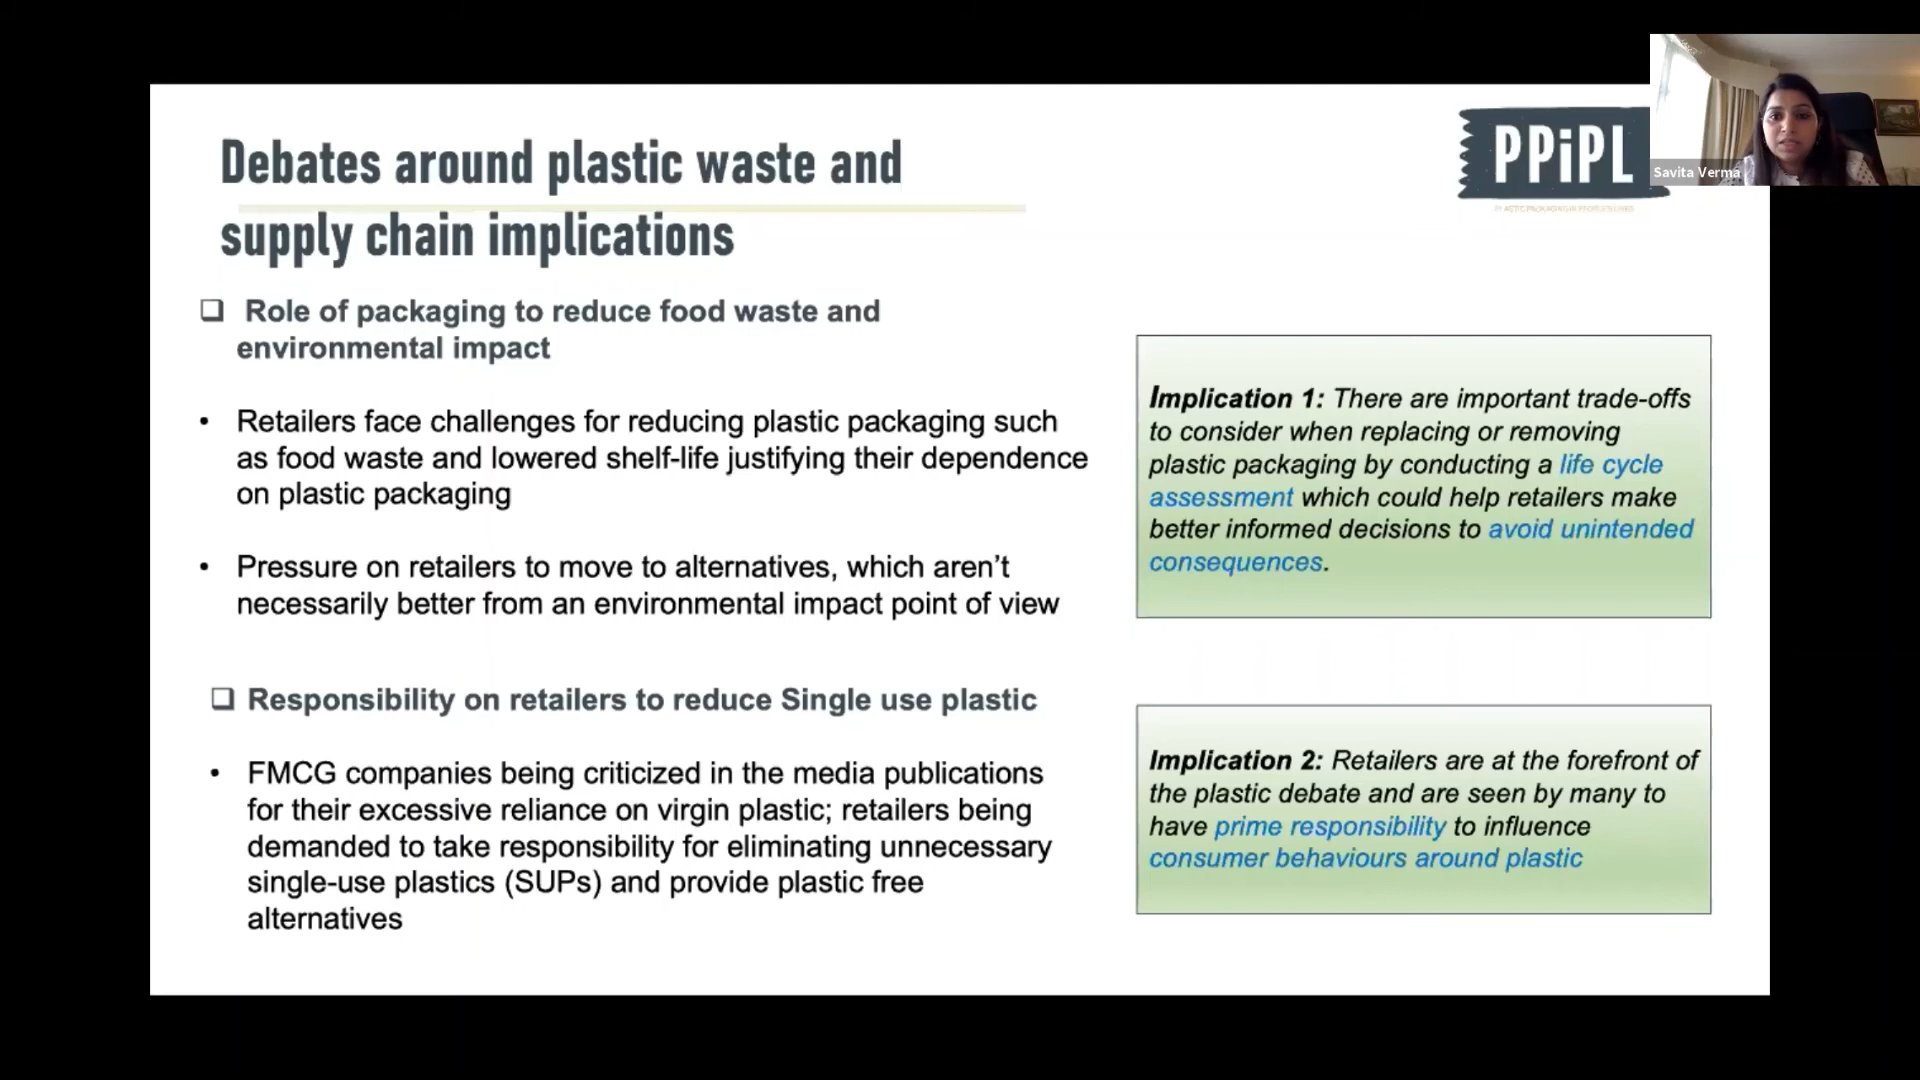 Debates around plastic waste and
supply chain implications
PPiPL
Savita Verma
❑ Role of packaging to reduce food waste and
environmental impact
• Retailers face challenges for reducing plastic packaging such
as food waste and lowered shelf-life justifying their dependence
on plastic packaging
• Pressure on retailers to move to alternatives, which aren’t
necessarily better from an environmental impact point of view
Implication 1: There are important trade-offs
to consider when replacing or removing
plastic packaging by conducting a life cycle
assessment which could help retailers make
better informed decisions to avoid unintended
consequences.
❑ Responsibility on retailers to reduce Single use plastic
• FMCG companies being criticized in the media publications
for their excessive reliance on virgin plastic; retailers being
demanded to take responsibility for eliminating unnecessary
single-use plastics (SUPs) and provide plastic free
alternatives
Implication 2: Retailers are at the forefront of
the plastic debate and are seen by many to
have prime responsibility to influence
consumer behaviours around plastic